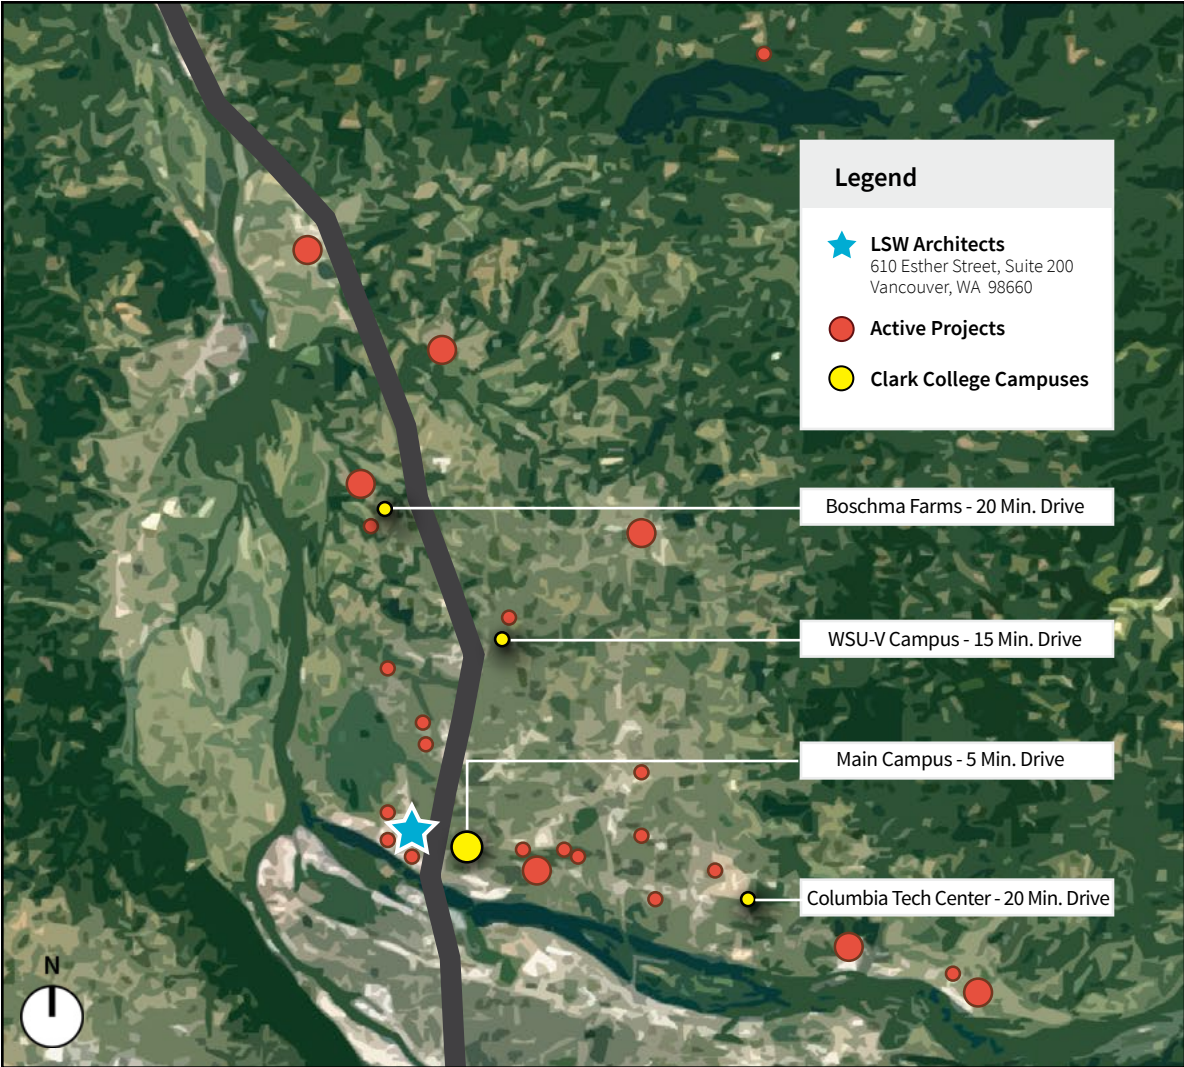 Legend
LSW Architects
610 Esther Street, Suite 200
Vancouver, WA 98660
Active Projects
Clark College Campuses
Boschma Farms - 20 Min. Drive
WSU-V Campus - 15 Min. Drive
Main Campus - 5 Min. Drive
Columbia Tech Center - 20 Min. Drive
N